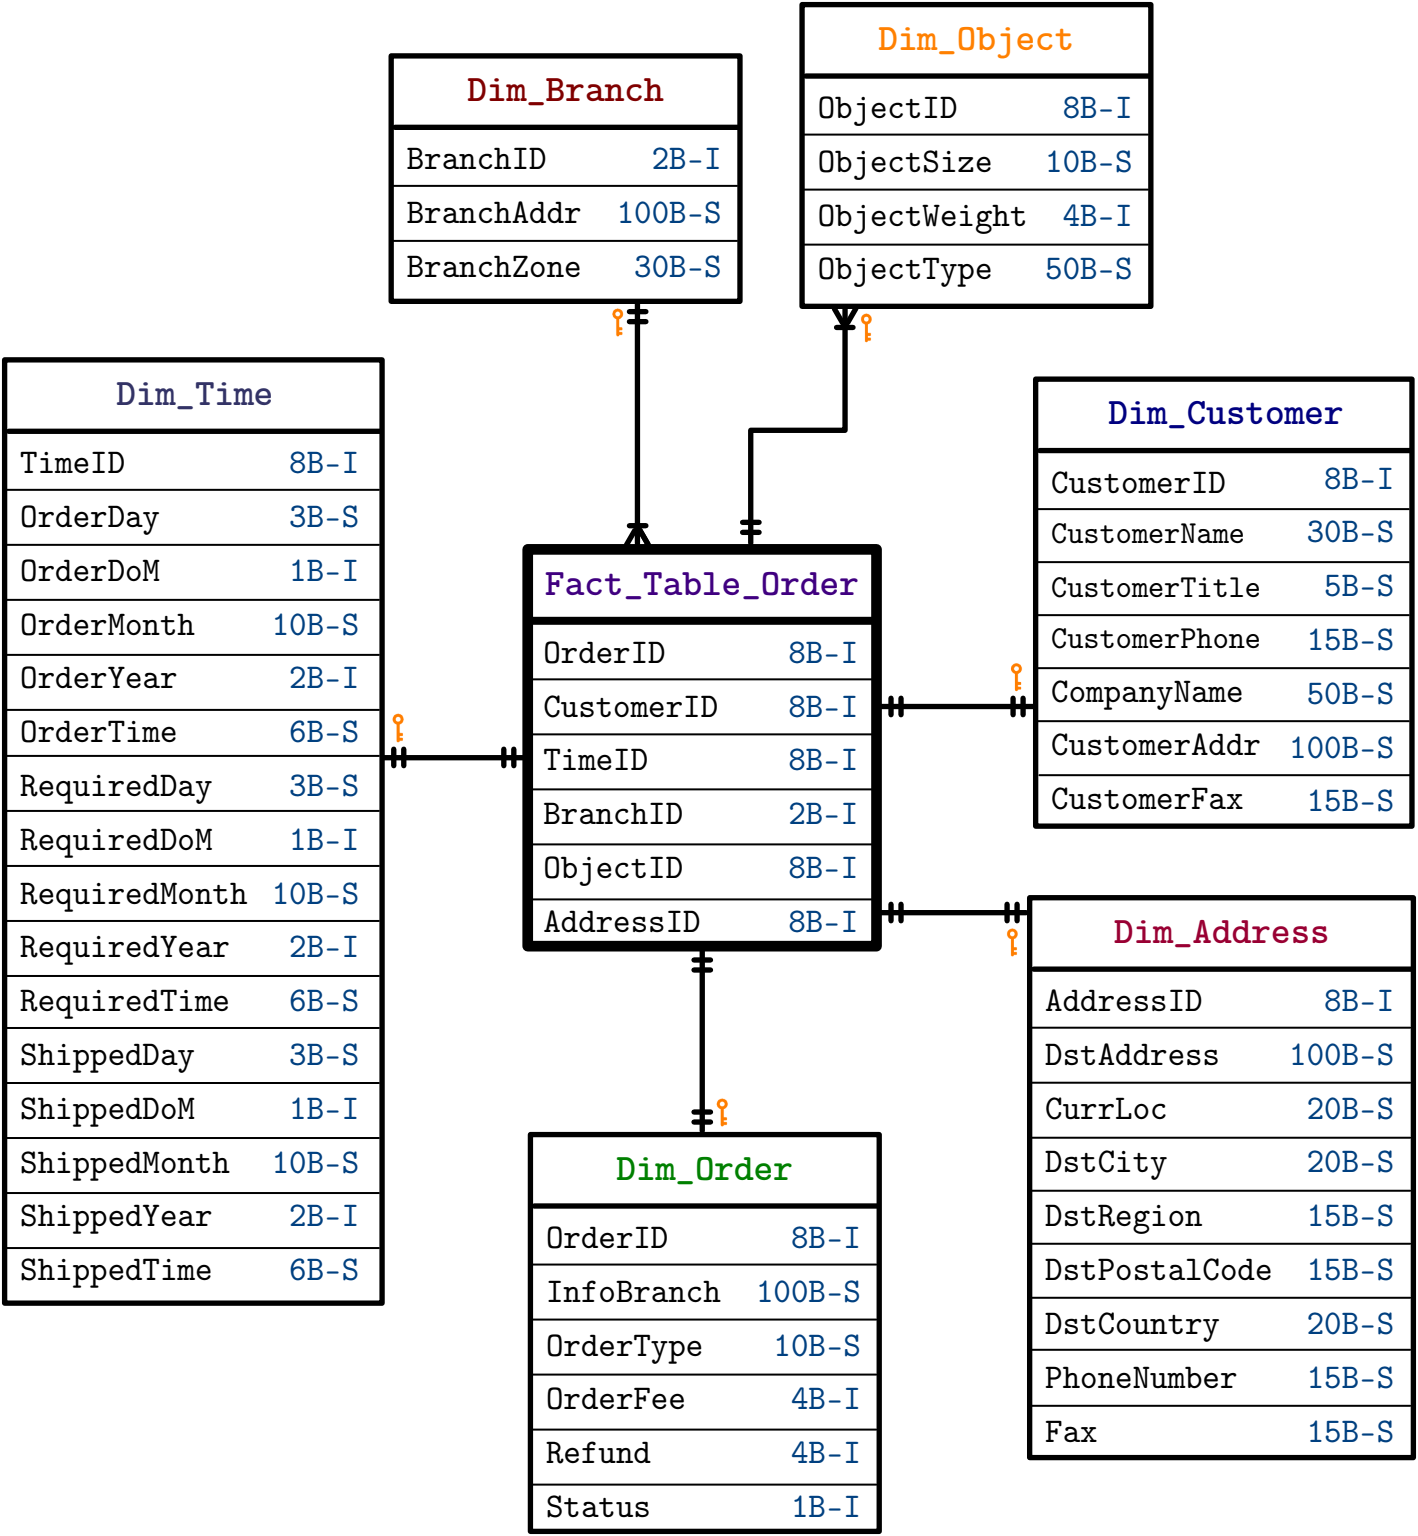 Dim_Object
ObjectID 8B-I
ObjectSize 10B-S
ObjectWeight 4B-I
ObjectType 50B-S
Dim_Branch
BranchID 2B-I
BranchAddr 100B-S
BranchZone 30B-S
Dim_Time
TimeID 8B-I
OrderDay 3B-S
OrderDoM 1B-I
OrderMonth 10B-S
OrderYear 2B-I
OrderTime 6B-S
RequiredDay 3B-S
RequiredDoM 1B-I
RequiredMonth 10B-S
RequiredYear 2B-I
RequiredTime 6B-S
ShippedDay 3B-S
ShippedDoM 1B-I
ShippedMonth 10B-S
ShippedYear 2B-I
ShippedTime 6B-S
Fact_Table_Order
OrderID 8B-I
CustomerID 8B-I
TimeID 8B-I
BranchID 2B-I
ObjectID 8B-I
AddressID 8B-I
Dim_Customer
CustomerID 8B-I
CustomerName 30B-S
CustomerTitle 5B-S
CustomerPhone 15B-S
CompanyName 50B-S
CustomerAddr 100B-S
CustomerFax 15B-S
Dim_Address
AddressID 8B-I
DstAddress 100B-S
CurrLoc 20B-S
DstCity 20B-S
DstRegion 15B-S
DstPostalCode 15B-S
DstCountry 20B-S
PhoneNumber 15B-S
Fax 15B-S
Dim_Order
OrderID 8B-I
InfoBranch 100B-S
OrderType 10B-S
OrderFee 4B-I
Refund 4B-I
Status 1B-I